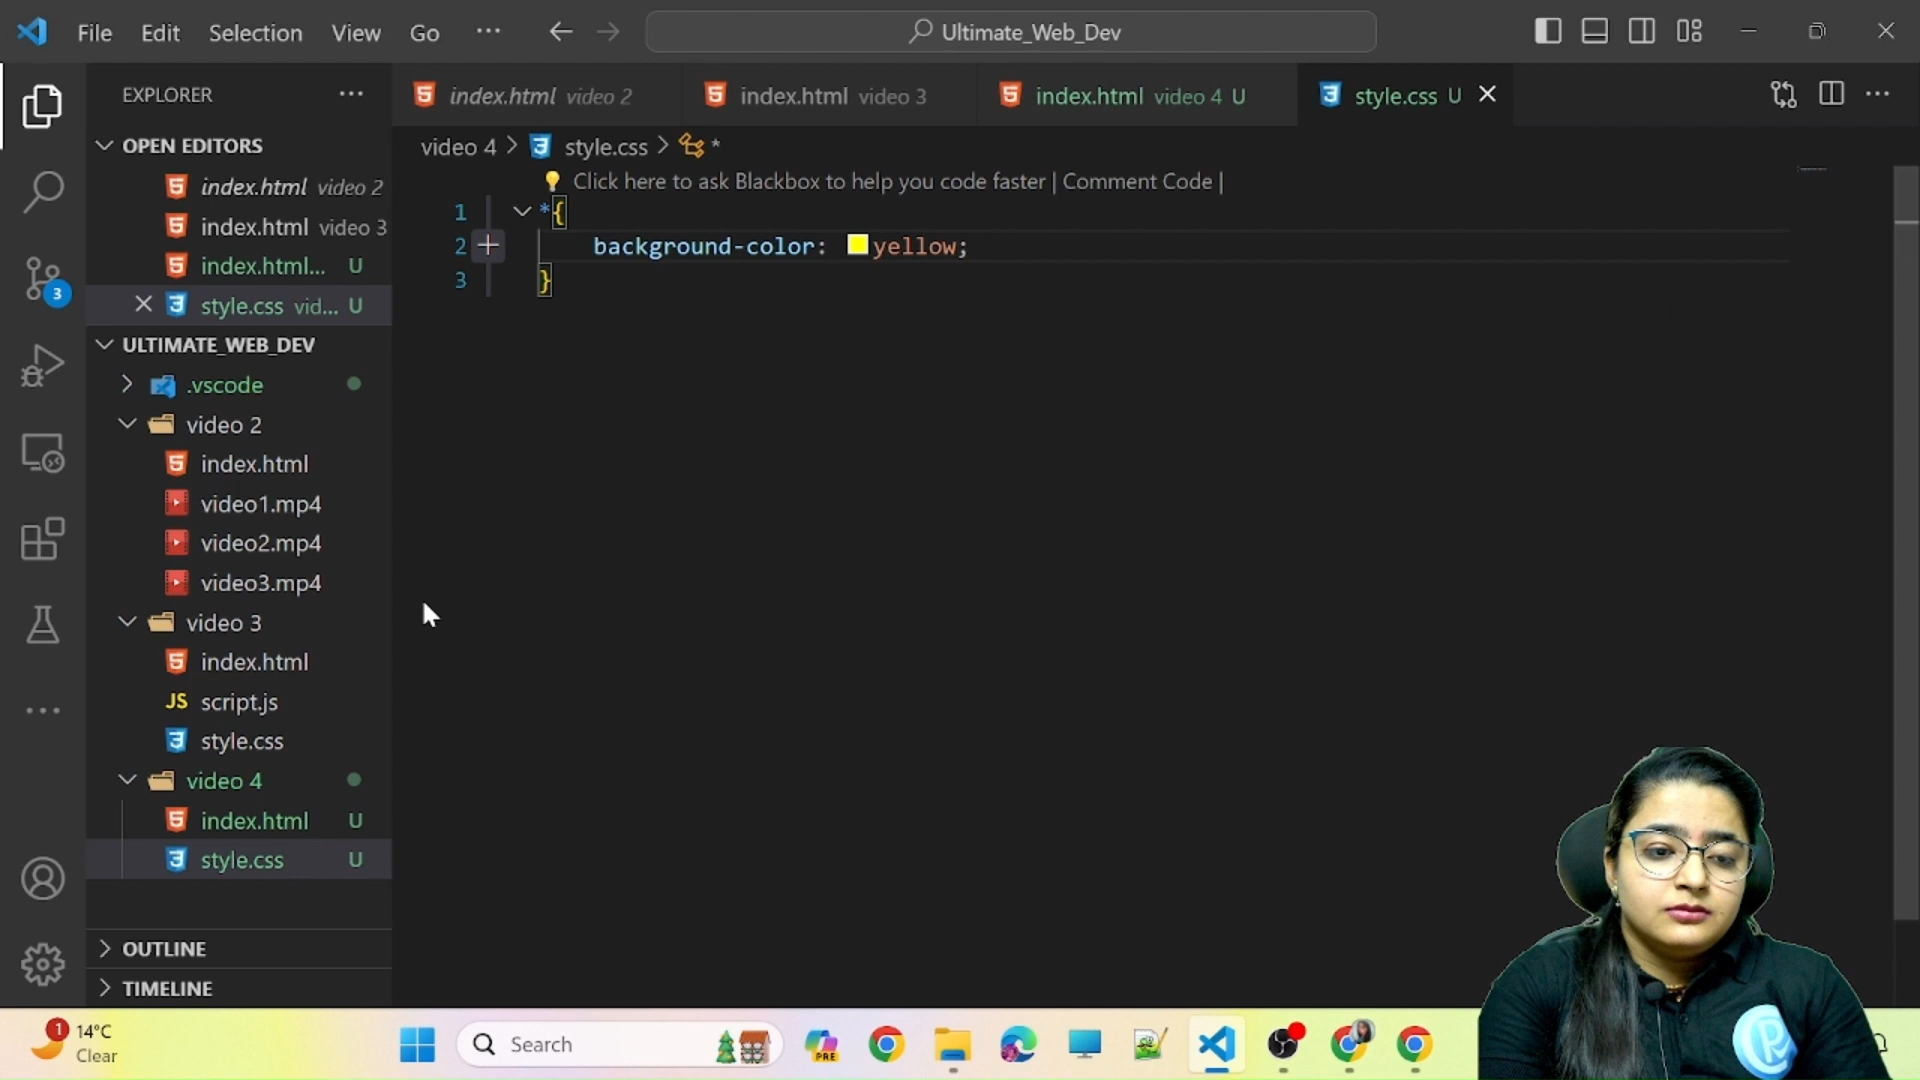 File Edit Selection View Go ··· Ultimate_Web_Dev
EXPLORER ···
OPEN EDITORS
index.html video 2
index.html video 3
index.html... U
style.css vid... U
ULTIMATE_WEB_DEV
.vscode
video 2
index.html
video1.mp4
video2.mp4
video3.mp4
video 3
index.html
JS script.js
style.css
video 4
index.html U
style.css U
OUTLINE
TIMELINE
3
index.html video 2 index.html video 3 index.html video 4 U style.css U
video 4 > style.css > *
Click here to ask Blackbox to help you code faster | Comment Code |
1 *{
2 background-color: yellow;
3 }
1 14°C
Clear
Search
PRE